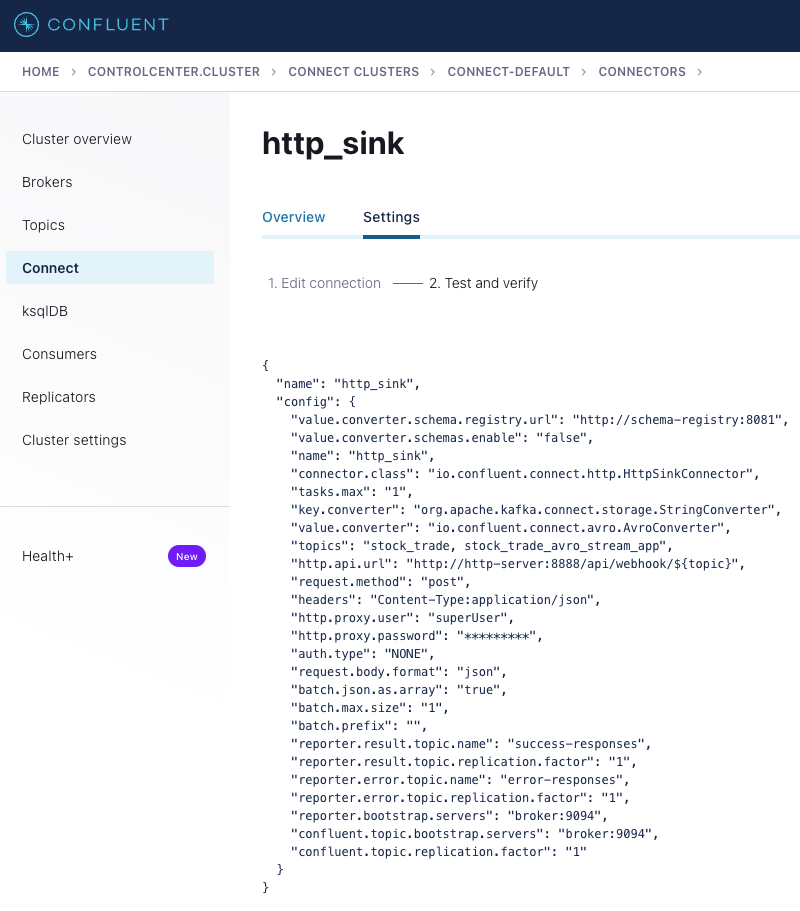 CONFLUENT
HOME > CONTROLCENTER.CLUSTER > CONNECT CLUSTERS > CONNECT-DEFAULT > CONNECTORS >
Cluster overview
Brokers
Topics
Connect
ksqlDB
Consumers
Replicators
Cluster settings
Health+ New
http_sink
Overview Settings
1. Edit connection 2. Test and verify
{
  "name": "http_sink",
  "config": {
    "value.converter.schema.registry.url": "http://schema-registry:8081",
    "value.converter.schemas.enable": "false",
    "name": "http_sink",
    "connector.class": "io.confluent.connect.http.HttpSinkConnector",
    "tasks.max": "1",
    "key.converter": "org.apache.kafka.connect.storage.StringConverter",
    "value.converter": "io.confluent.connect.avro.AvroConverter",
    "topics": "stock_trade, stock_trade_avro_stream_app",
    "http.api.url": "http://http-server:8888/api/webhook/${topic}",
    "request.method": "post",
    "headers": "Content-Type:application/json",
    "http.proxy.user": "superUser",
    "http.proxy.password": "*********",
    "auth.type": "NONE",
    "request.body.format": "json",
    "batch.json.as.array": "true",
    "batch.max.size": "1",
    "batch.prefix": "",
    "reporter.result.topic.name": "success-responses",
    "reporter.result.topic.replication.factor": "1",
    "reporter.error.topic.name": "error-responses",
    "reporter.error.topic.replication.factor": "1",
    "reporter.bootstrap.servers": "broker:9094",
    "confluent.topic.bootstrap.servers": "broker:9094",
    "confluent.topic.replication.factor": "1"
  }
}